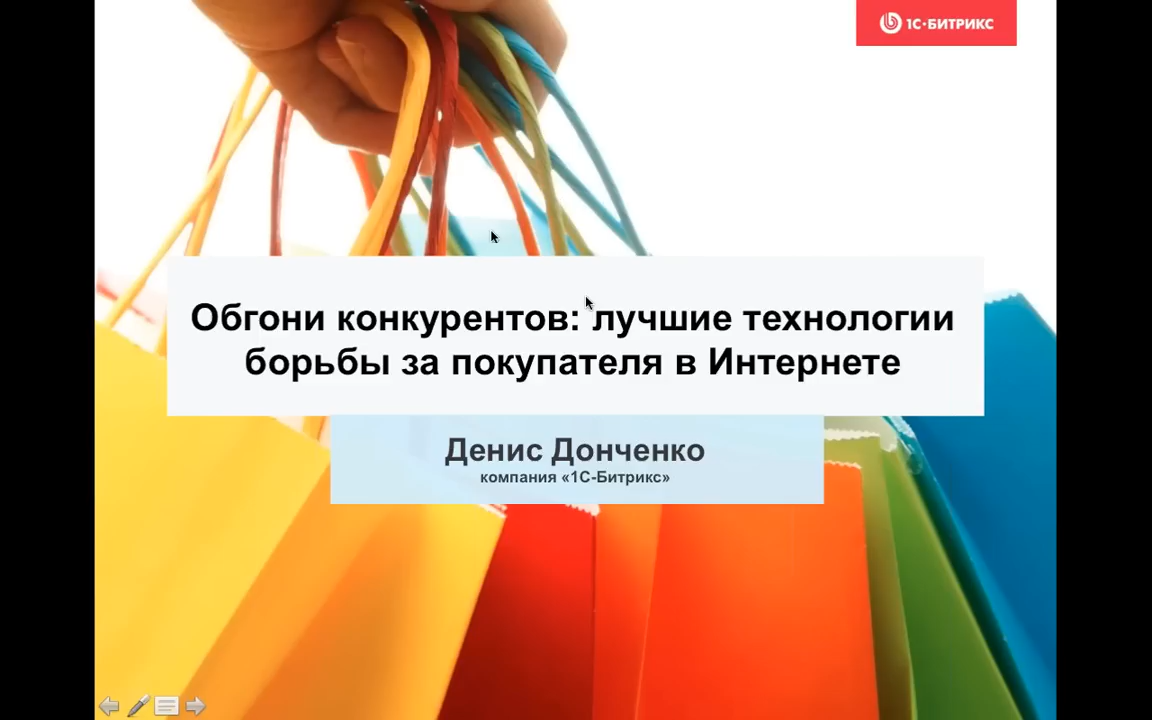 1С·БИТРИКС
Обгони конкурентов: лучшие технологии
борьбы за покупателя в Интернете
Денис Донченко
компания «1С-Битрикс»